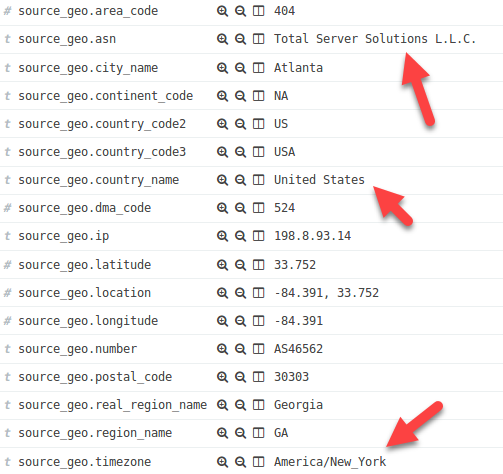 # source_geo.area_code 404
t source_geo.asn Total Server Solutions L.L.C.
t source_geo.city_name Atlanta
t source_geo.continent_code NA
t source_geo.country_code2 US
t source_geo.country_code3 USA
t source_geo.country_name United States
# source_geo.dma_code 524
t source_geo.ip 198.8.93.14
# source_geo.latitude 33.752
# source_geo.location -84.391, 33.752
# source_geo.longitude -84.391
t source_geo.number AS46562
t source_geo.postal_code 30303
t source_geo.real_region_name Georgia
t source_geo.region_name GA
t source_geo.timezone America/New_York